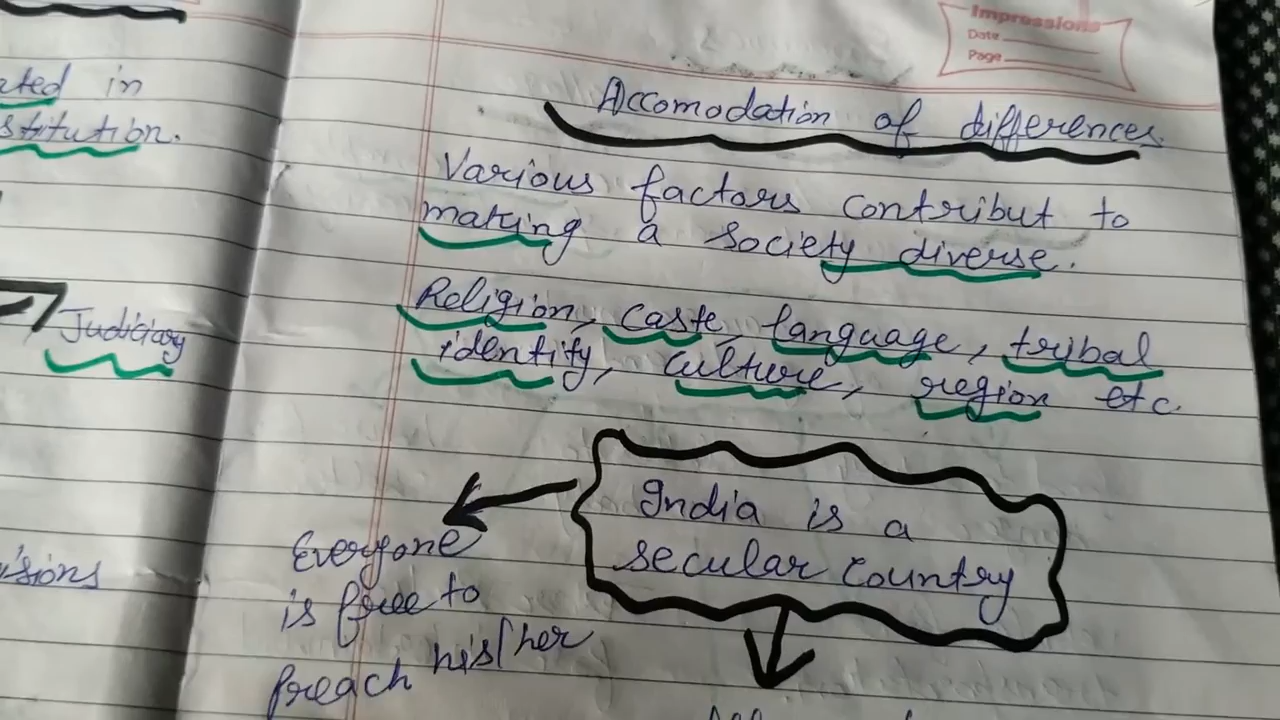 Impressions
Date
Page
ated in
stitution.
Judiciary
isions
Accomodation of differences.
Various factors contribut to
making a society diverse.
Religion, caste, language, tribal
identity, culture, region etc.
India is a
secular country
Everyone
is free to
preach his/her